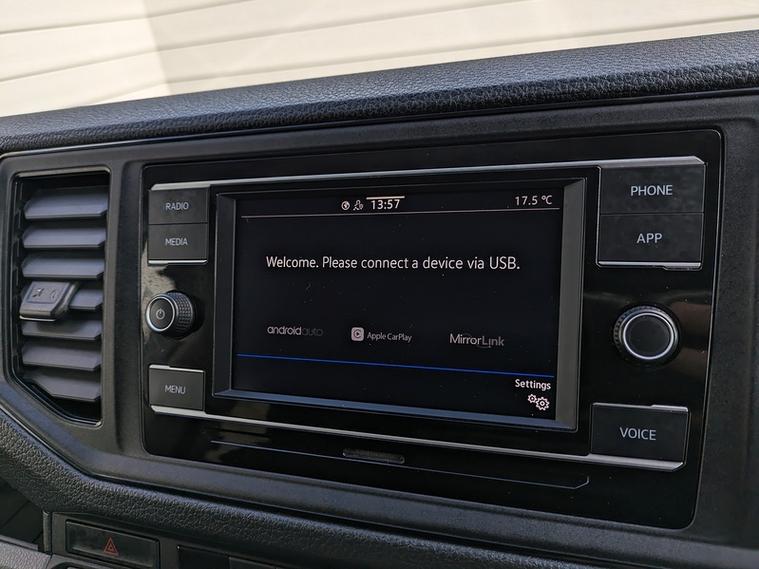 RADIO
MEDIA
MENU
13:57
17.5 °C
Welcome. Please connect a device via USB.
androidauto
Apple CarPlay
MirrorLink
Settings
PHONE
APP
VOICE